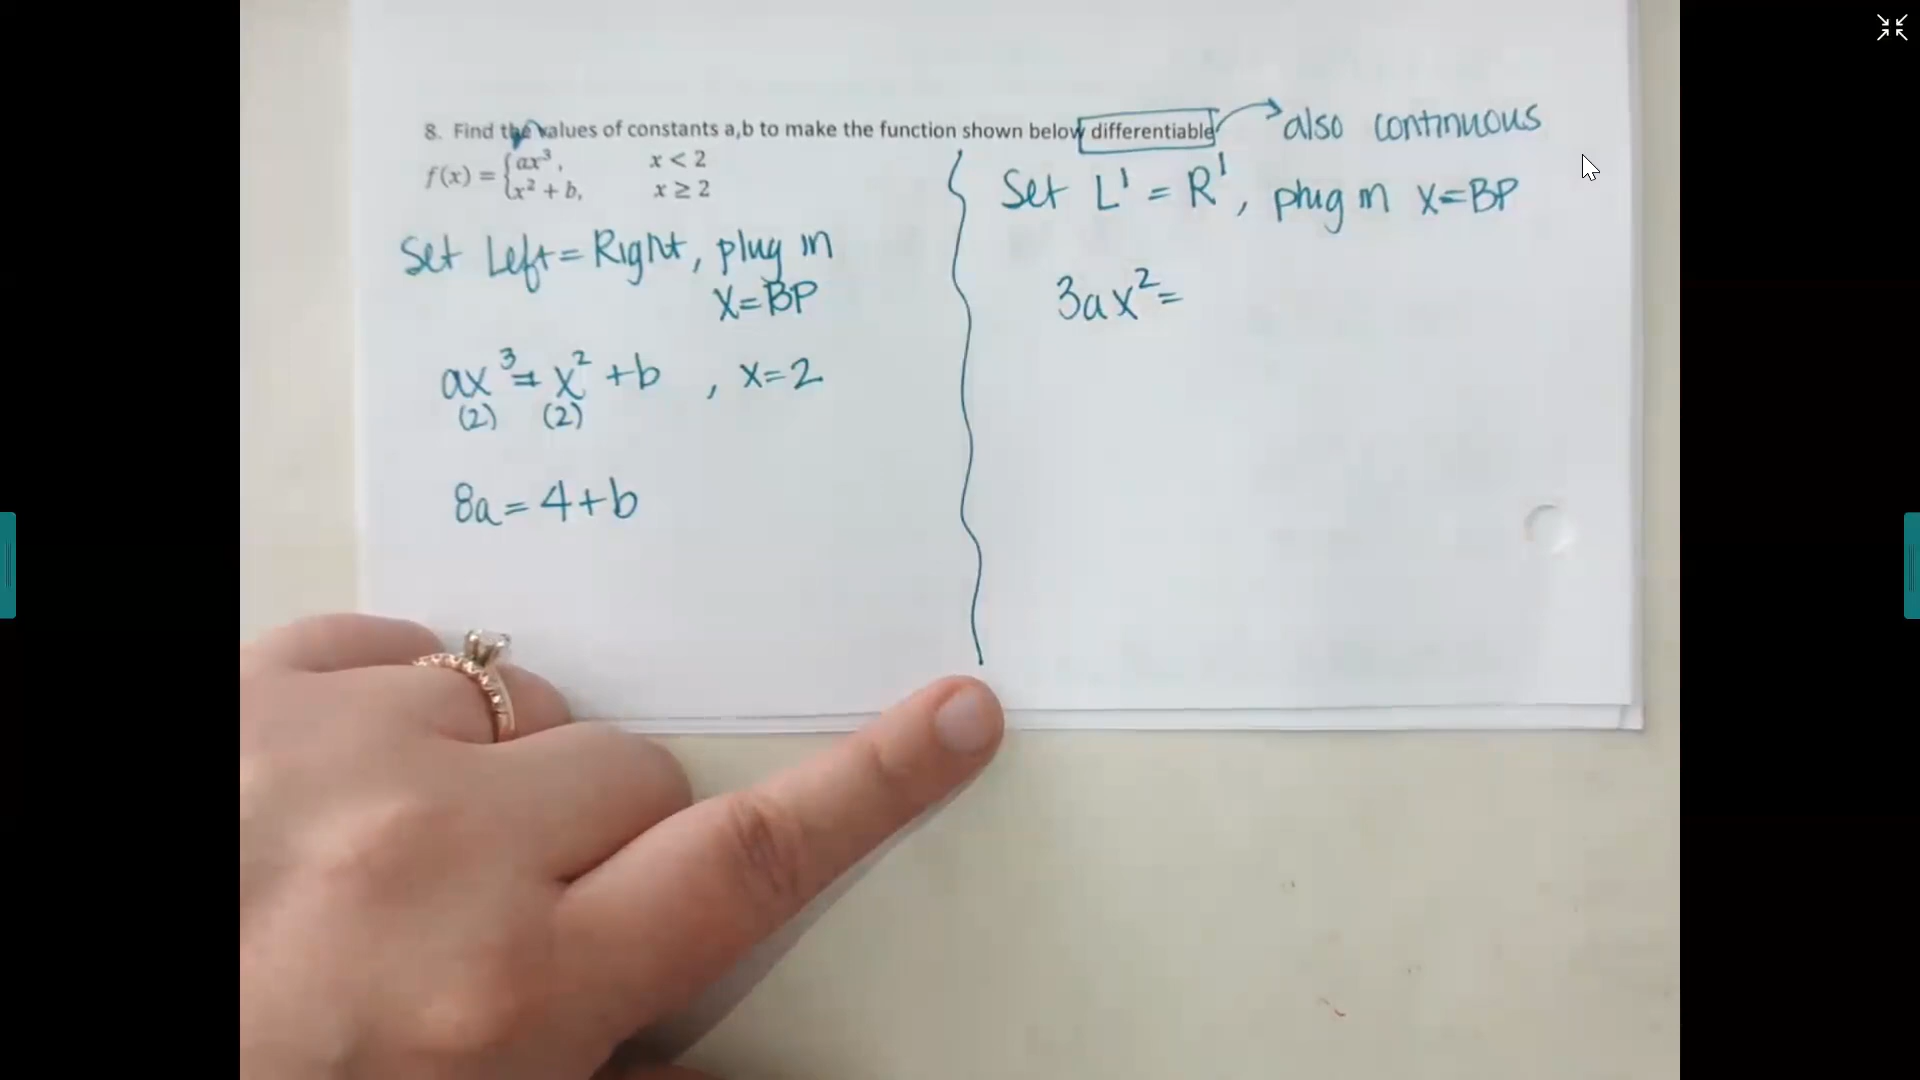 8. Find the values of constants a,b to make the function shown below differentiable
also continuous
f(x) = { ax³, x < 2
x² + b, x ≥ 2
Set Left = Right, plug in
X=BP
ax³ = x² + b , x=2
(2) (2)
8a = 4+b
Set L' = R', plug in X=BP
3ax² =